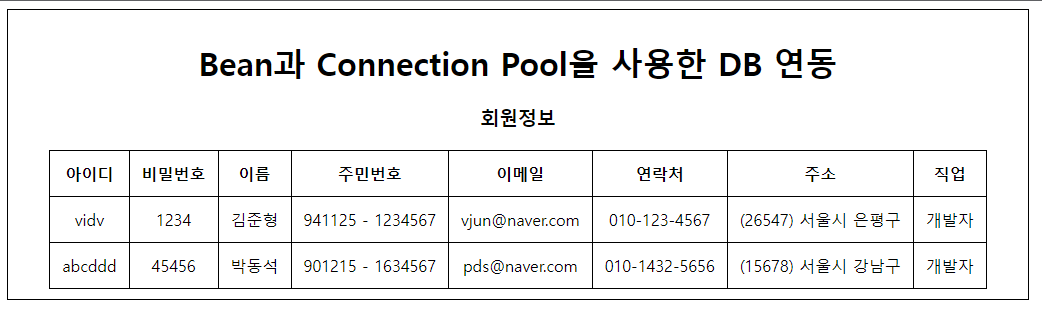 Bean과 Connection Pool을 사용한 DB 연동
회원정보
아이디 비밀번호 이름 주민번호 이메일 연락처 주소 직업
vidv 1234 김준형 941125 - 1234567 vjun@naver.com 010-123-4567 (26547) 서울시 은평구 개발자
abcddd 45456 박동석 901215 - 1634567 pds@naver.com 010-1432-5656 (15678) 서울시 강남구 개발자